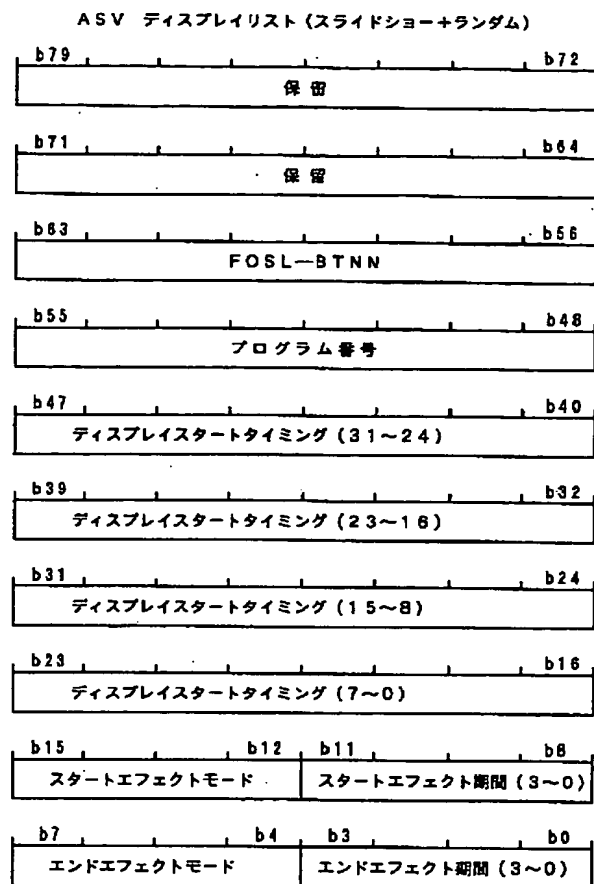 ASV ディスプレイリスト(スライドショー+ランダム)
b79 b72
保留
b71 b64
保留
b63 b56
FOSL―BTNN
b55 b48
プログラム番号
b47 b40
ディスプレイスタートタイミング(31~24)
b39 b32
ディスプレイスタートタイミング(23~16)
b31 b24
ディスプレイスタートタイミング(15~8)
b23 b16
ディスプレイスタートタイミング(7~0)
b15 b12 b11 b8
スタートエフェクトモード スタートエフェクト期間(3~0)
b7 b4 b3 b0
エンドエフェクトモード エンドエフェクト期間(3~0)